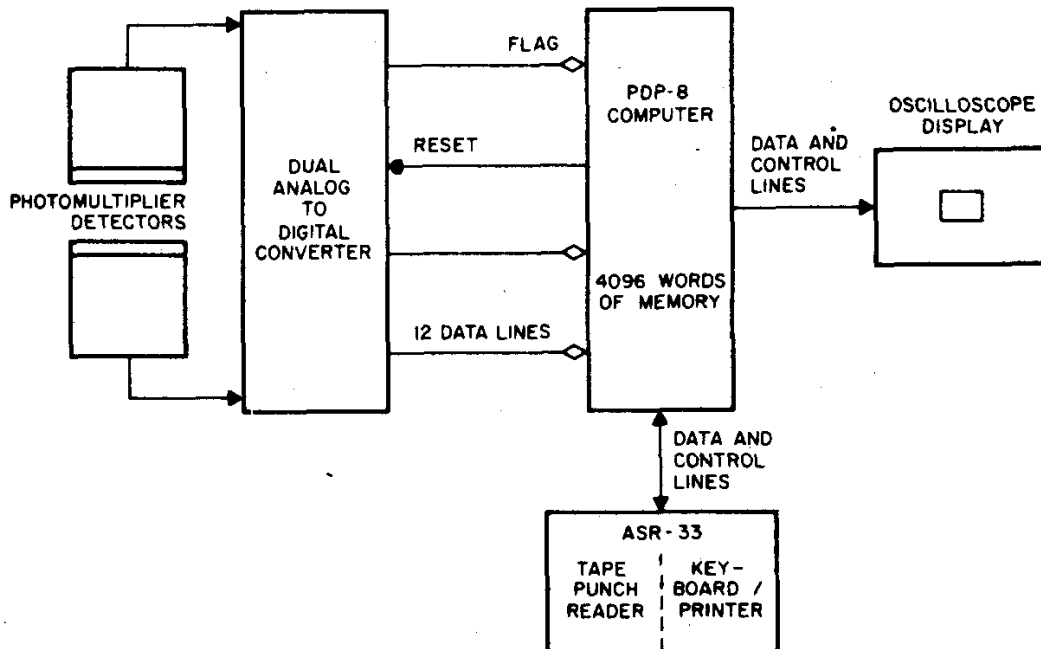 PHOTOMULTIPLIER
DETECTORS
DUAL
ANALOG
TO
DIGITAL
CONVERTER
FLAG
RESET
12 DATA LINES
PDP-8
COMPUTER
4096 WORDS
OF MEMORY
DATA AND
CONTROL
LINES
OSCILLOSCOPE
DISPLAY
DATA AND
CONTROL
LINES
ASR-33
TAPE
PUNCH
READER
KEY-
BOARD /
PRINTER